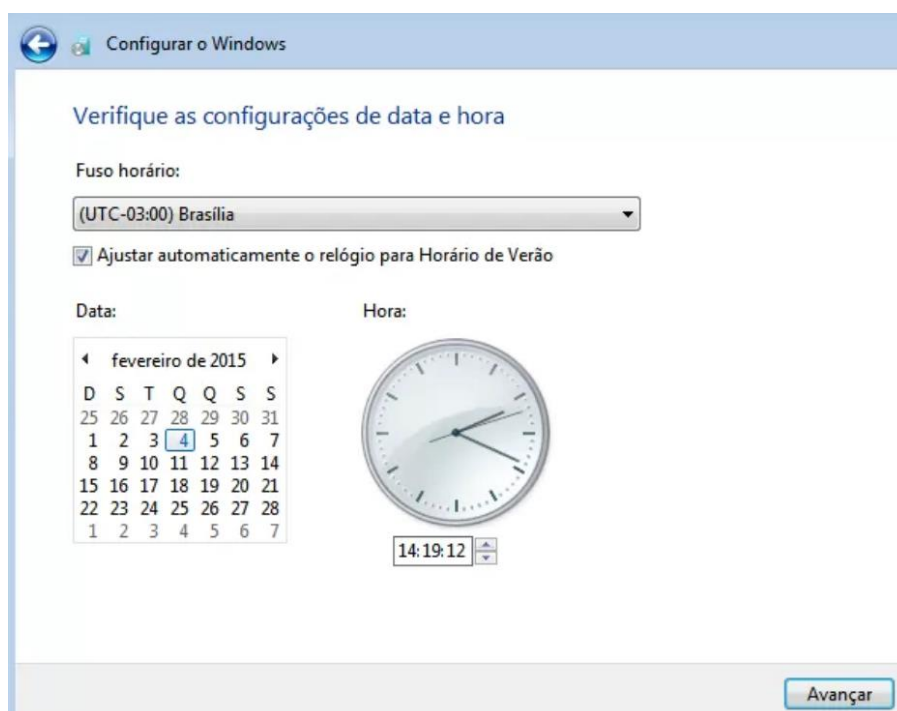 Configurar o Windows
Verifique as configurações de data e hora
Fuso horário:
(UTC-03:00) Brasília
Ajustar automaticamente o relógio para Horário de Verão
Data:
Hora:
fevereiro de 2015
D S T Q Q S S
25 26 27 28 29 30 31
1 2 3 4 5 6 7
8 9 10 11 12 13 14
15 16 17 18 19 20 21
22 23 24 25 26 27 28
1 2 3 4 5 6 7
14:19:12
Avançar